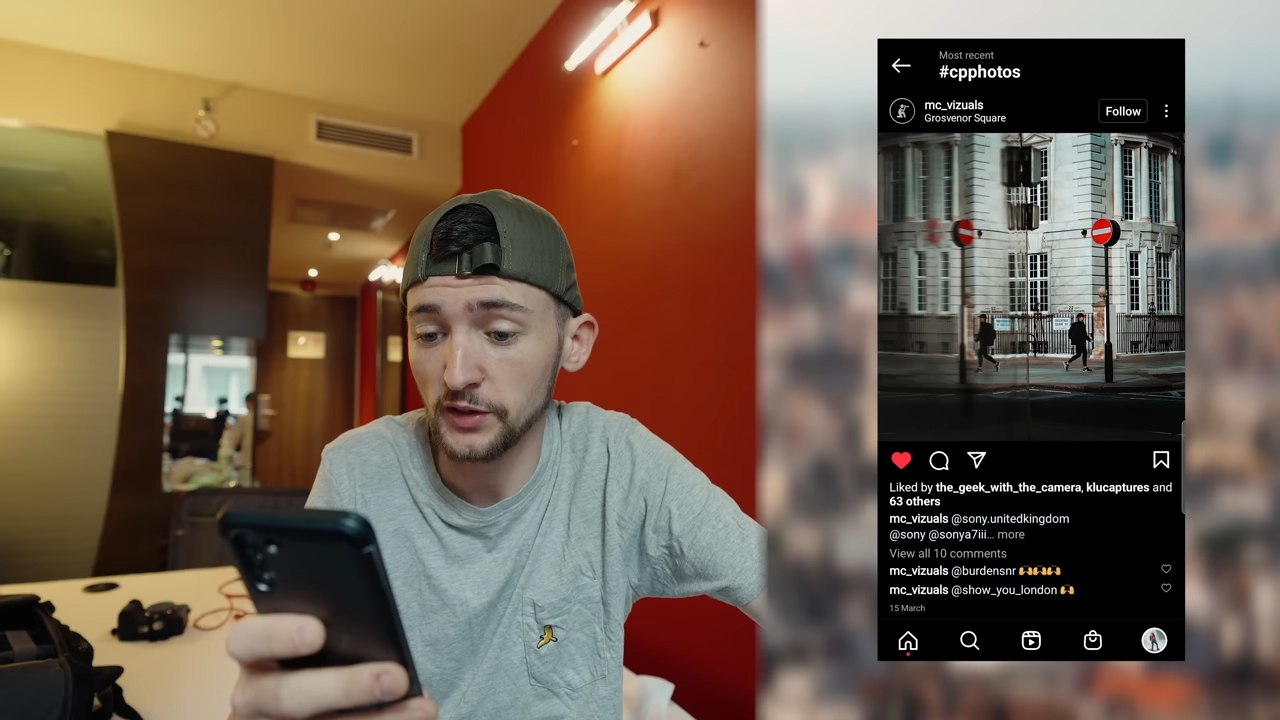 Most recent
#cpphotos
mc_vizuals
Grosvenor Square
Follow
Liked by the_geek_with_the_camera, klucaptures and
63 others
mc_vizuals @sony.unitedkingdom
@sony @sonya7iii... more
View all 10 comments
mc_vizuals @burdensnr 🙌🙌🙌
mc_vizuals @show_you_london 🙌
15 March